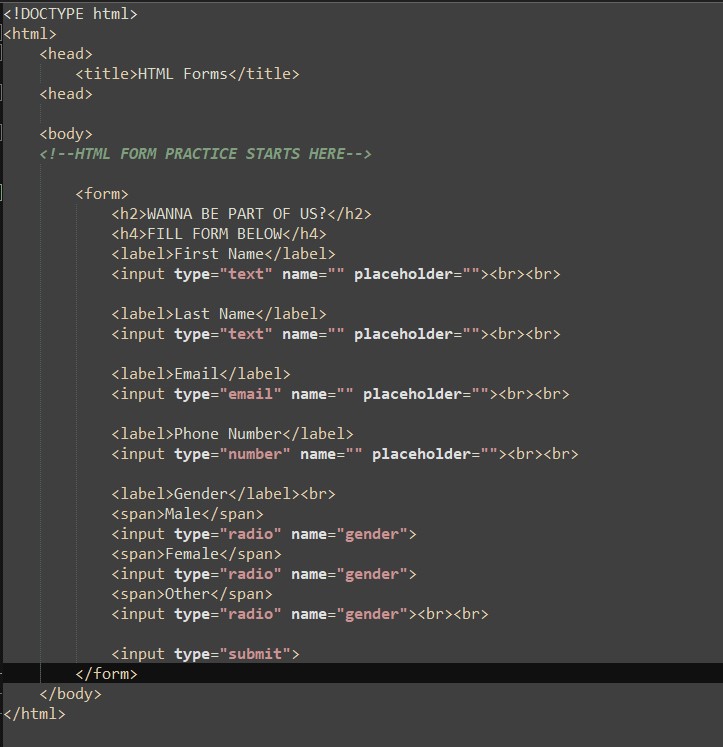 <!DOCTYPE html>
<html>
    <head>
        <title>HTML Forms</title>
    <head>

    <body>
    <!--HTML FORM PRACTICE STARTS HERE-->

        <form>
            <h2>WANNA BE PART OF US?</h2>
            <h4>FILL FORM BELOW</h4>
            <label>First Name</label>
            <input type="text" name="" placeholder=""><br><br>

            <label>Last Name</label>
            <input type="text" name="" placeholder=""><br><br>

            <label>Email</label>
            <input type="email" name="" placeholder=""><br><br>

            <label>Phone Number</label>
            <input type="number" name="" placeholder=""><br><br>

            <label>Gender</label><br>
            <span>Male</span>
            <input type="radio" name="gender">
            <span>Female</span>
            <input type="radio" name="gender">
            <span>Other</span>
            <input type="radio" name="gender"><br><br>

            <input type="submit">
        </form>
    </body>
</html>